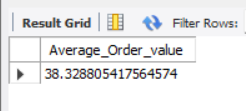 Result Grid Filter Rows:
Average_Order_value
38.328805417564574